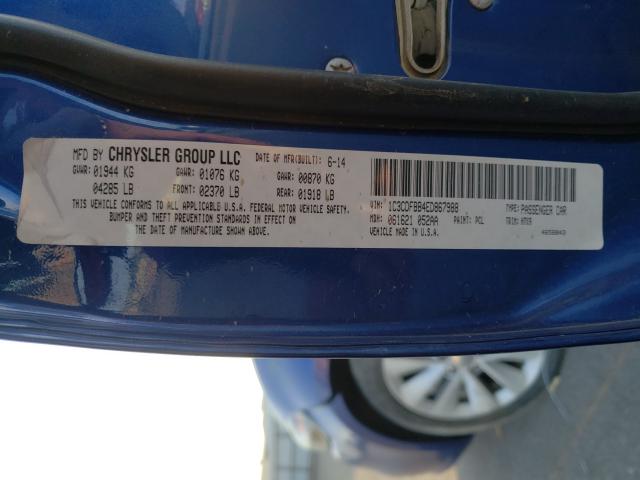 MFD BY CHRYSLER GROUP LLC DATE OF MFR(BUILT): 6-14
GVWR: 01944 KG GAWR: 01076 KG GAWR: 00870 KG
04285 LB FRONT: 02370 LB REAR: 01918 LB
THIS VEHICLE CONFORMS TO ALL APPLICABLE U.S.A. FEDERAL MOTOR VEHICLE SAFETY,
BUMPER AND THEFT PREVENTION STANDARDS IN EFFECT ON
THE DATE OF MANUFACTURE SHOWN ABOVE.
VIN: 1C3CDFBB4ED867988 TYPE: PASSENGER CAR
MDH: 061621 052AA PAINT: PCL TRIM:
VEHICLE MADE IN U.S.A.